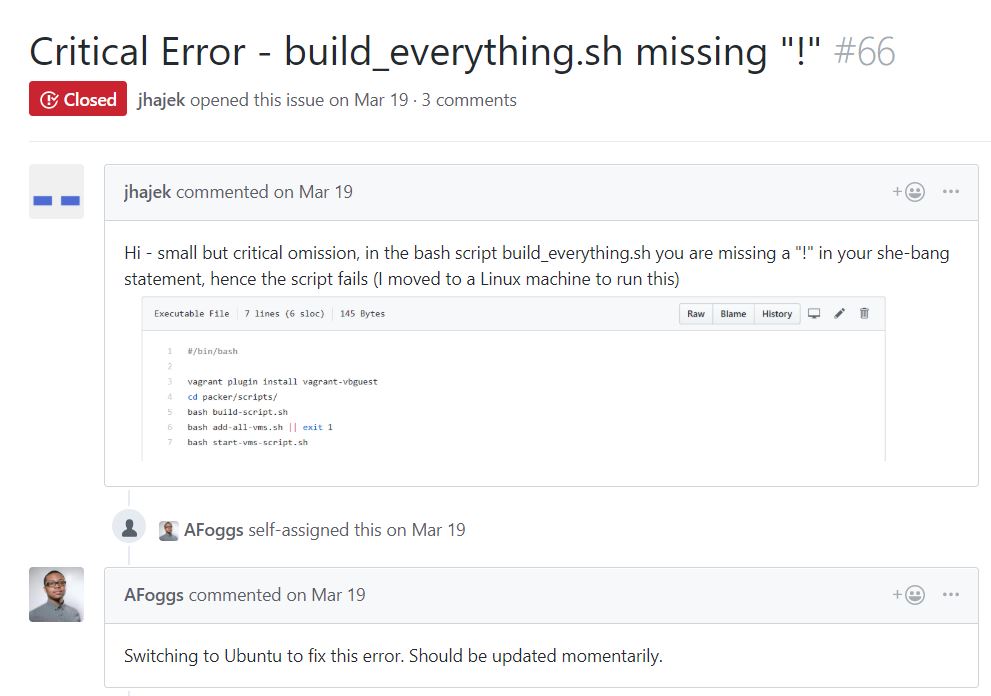 Critical Error - build_everything.sh missing "!" #66
Closed jhajek opened this issue on Mar 19 · 3 comments
jhajek commented on Mar 19
Hi - small but critical omission, in the bash script build_everything.sh you are missing a "!" in your she-bang
statement, hence the script fails (I moved to a Linux machine to run this)
Executable File 7 lines (6 sloc) 145 Bytes Raw Blame History
1 #/bin/bash
2
3 vagrant plugin install vagrant-vbguest
4 cd packer/scripts/
5 bash build-script.sh
6 bash add-all-vms.sh || exit 1
7 bash start-vms-script.sh
AFoggs self-assigned this on Mar 19
AFoggs commented on Mar 19
Switching to Ubuntu to fix this error. Should be updated momentarily.